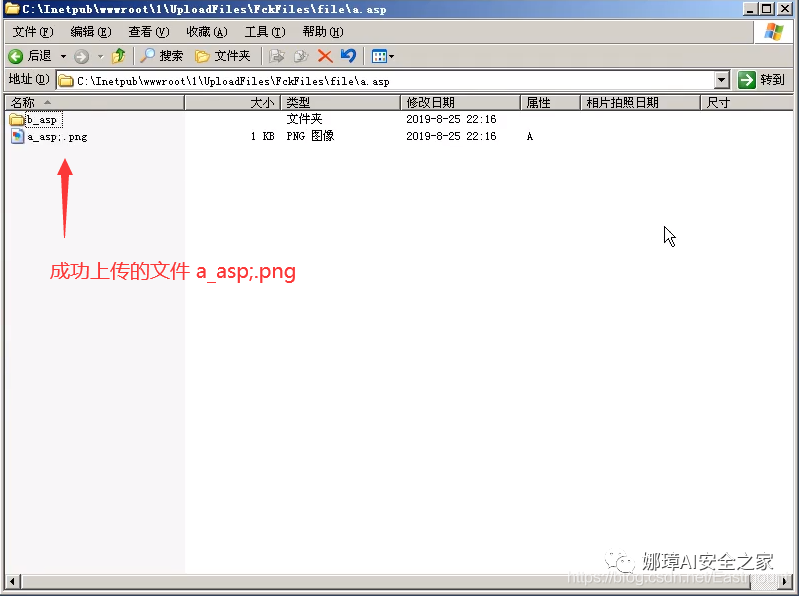 C:\Inetpub\wwwroot\1\UploadFiles\FckFiles\file\a.asp
文件(F) 编辑(E) 查看(V) 收藏(A) 工具(T) 帮助(H)
后退 搜索 文件夹
地址(D) C:\Inetpub\wwwroot\1\UploadFiles\FckFiles\file\a.asp 转到
名称 大小 类型 修改日期 属性 相片拍照日期 尺寸
b_asp 文件夹 2019-8-25 22:16
a_asp;.png 1 KB PNG 图像 2019-8-25 22:16 A
成功上传的文件 a_asp;.png
娜璋AI安全之家
https://blog.csdn.net/Eastmount